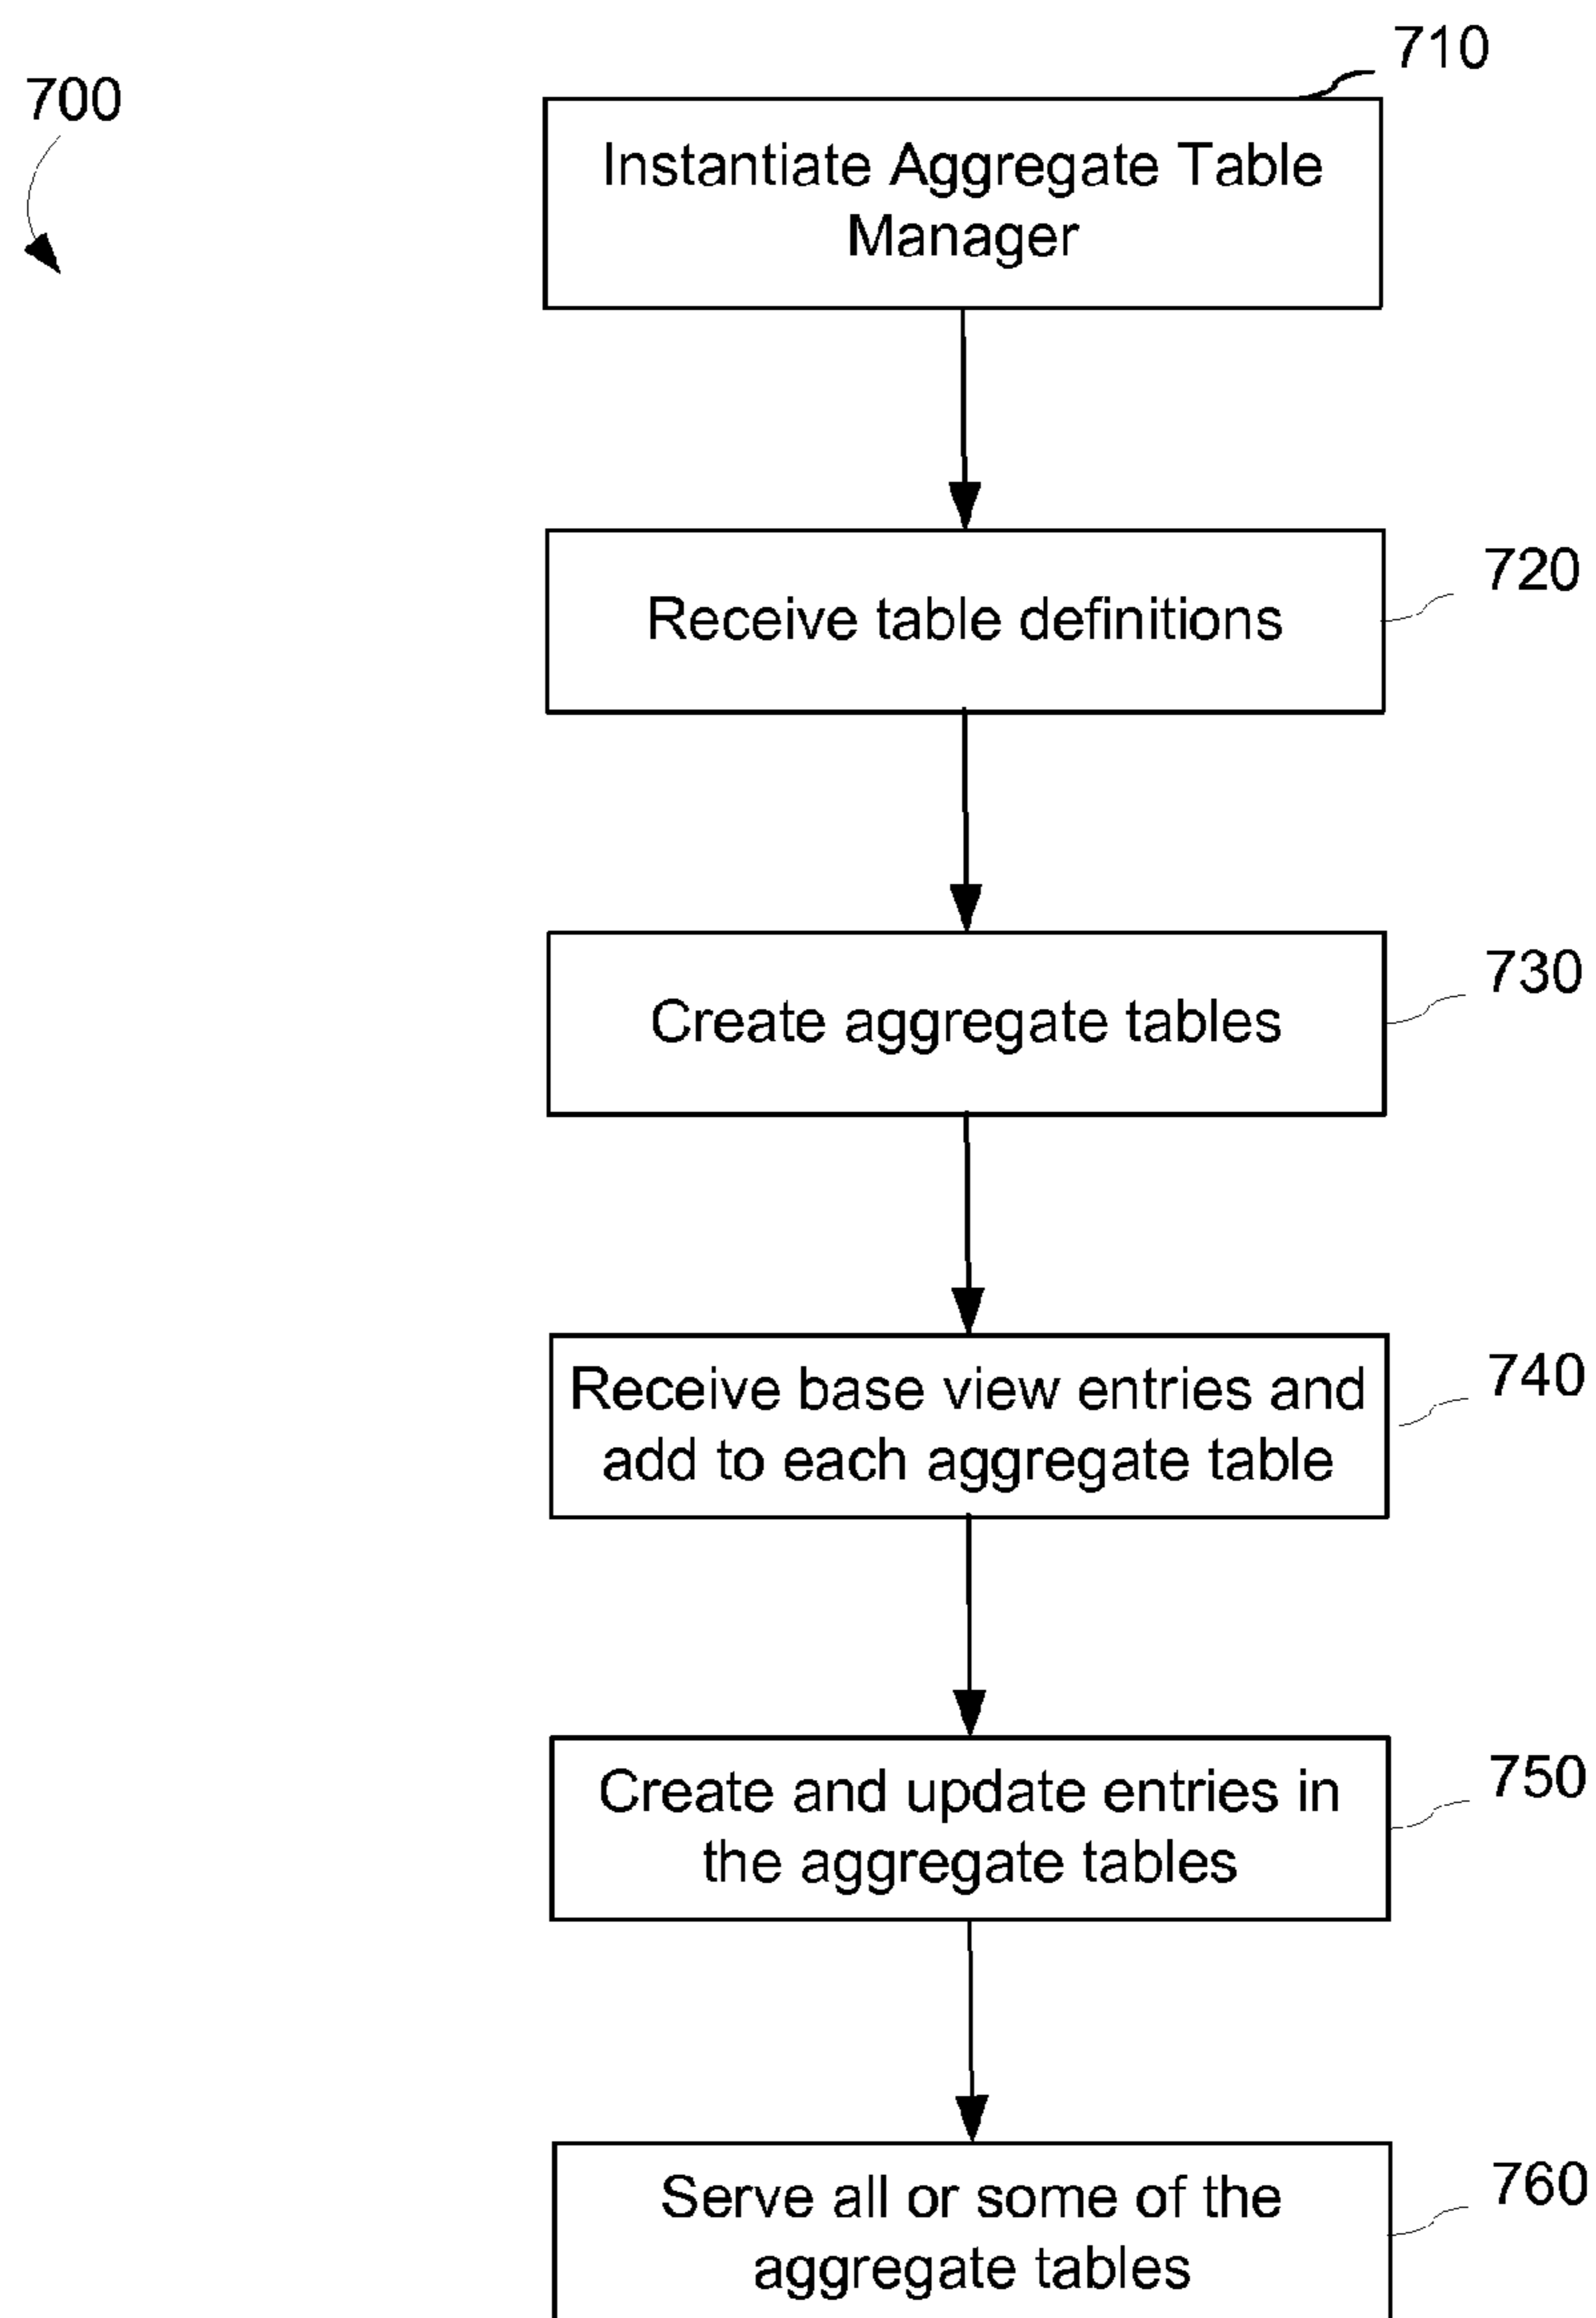 710
700
Instantiate Aggregate Table
Manager
720
Receive table definitions
730
Create aggregate tables
740
Receive base view entries and
add to each aggregate table
750
Create and update entries in
the aggregate tables
760
Serve all or some of the
aggregate tables